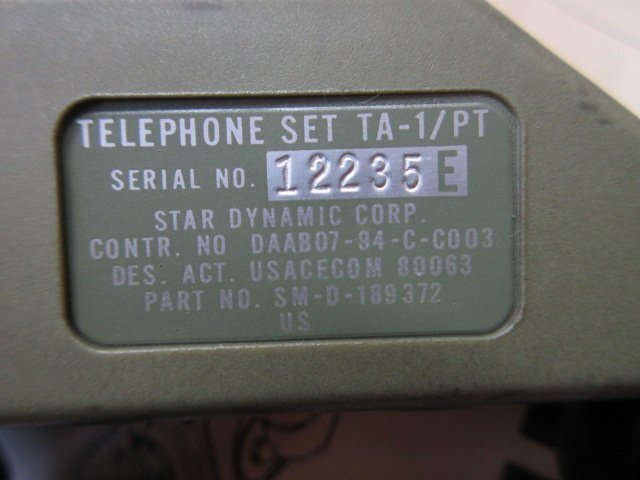 TELEPHONE SET TA-1/PT
SERIAL NO. 12235E
STAR DYNAMIC CORP.
CONTR. NO DAAB07-84-C-C003
DES. ACT. USACECOM 80063
PART NO. SM-D-189372
US